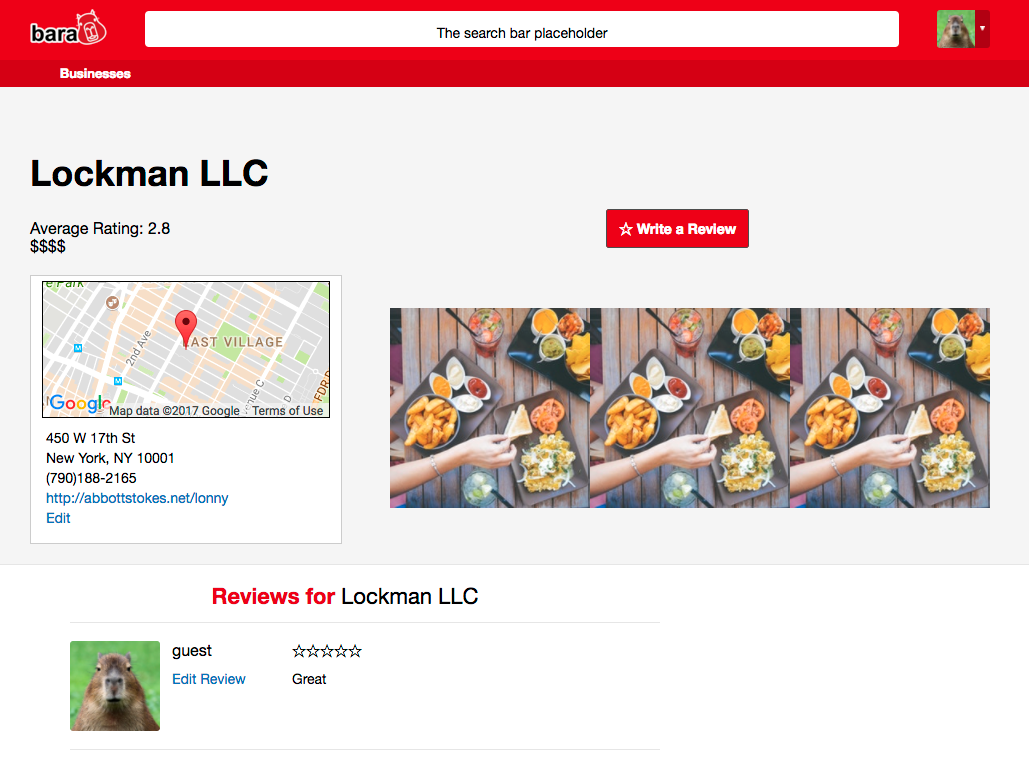 bara
The search bar placeholder
Businesses
Lockman LLC
Average Rating: 2.8
$$$$
☆ Write a Review
e Park
2nd Ave
EAST VILLAGE
nue C
D
FDR D
M
M
Google
Map data ©2017 Google
Terms of Use
450 W 17th St
New York, NY 10001
(790)188-2165
http://abbottstokes.net/lonny
Edit
Reviews for Lockman LLC
guest
☆☆☆☆☆
Edit Review
Great